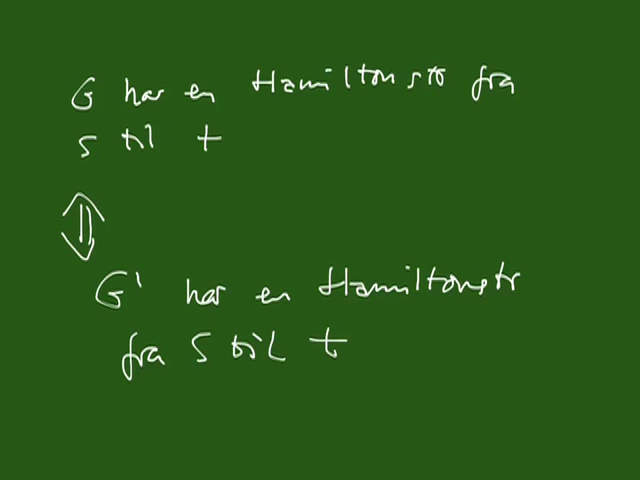 G har en Hamiltonsti fra
s til t
⇕
G' har en Hamiltonsti
fra s til t